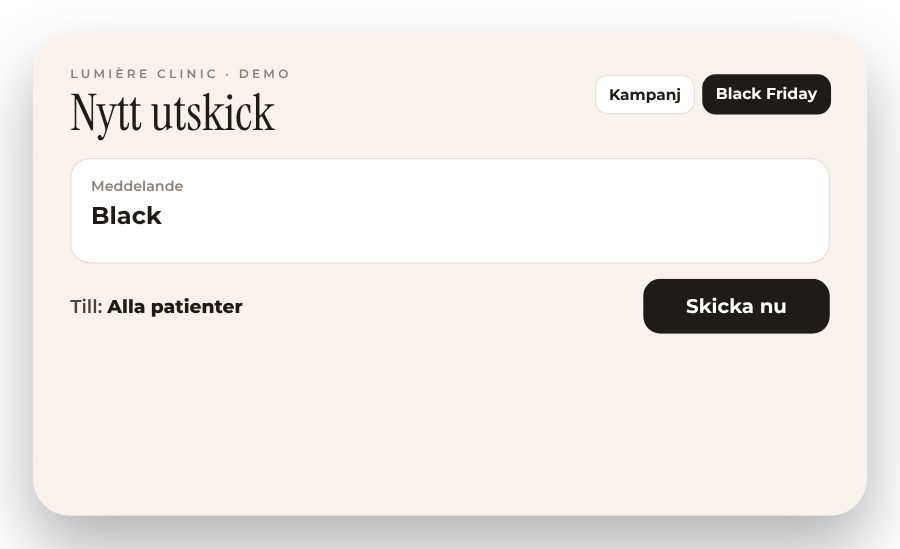 LUMIÈRE CLINIC · DEMO
Nytt utskick
Kampanj
Black Friday
Meddelande
Black
Till: Alla patienter
Skicka nu